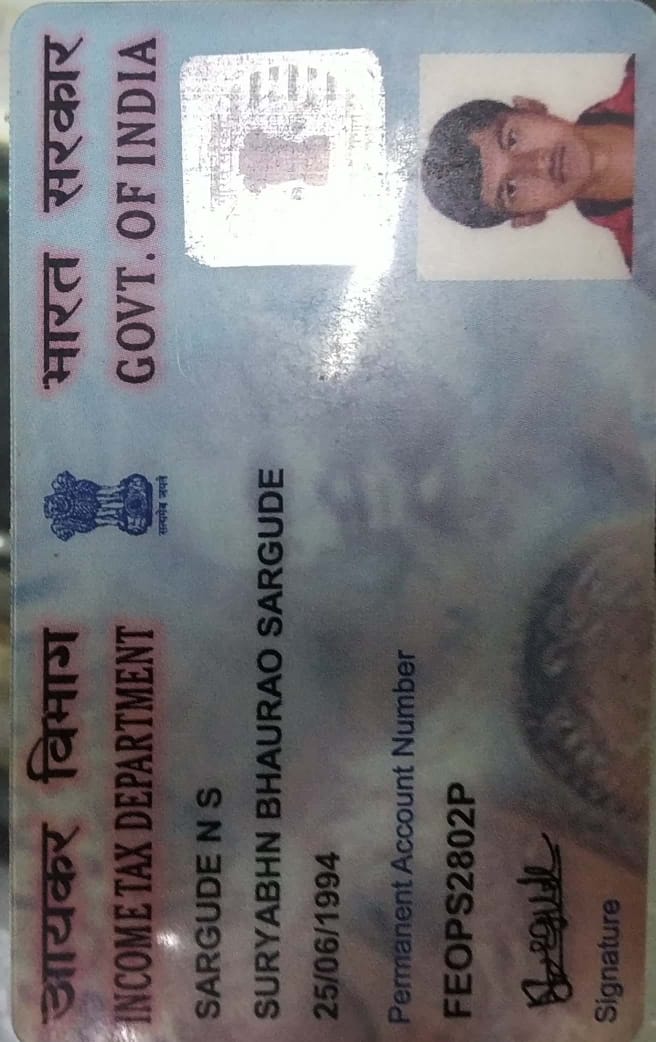 आयकर विभाग
INCOME TAX DEPARTMENT
सत्यमेव जयते
भारत सरकार
GOVT. OF INDIA
SARGUDE N S
SURYABHN BHAURAO SARGUDE
25/06/1994
Permanent Account Number
FEOPS2802P
Signature